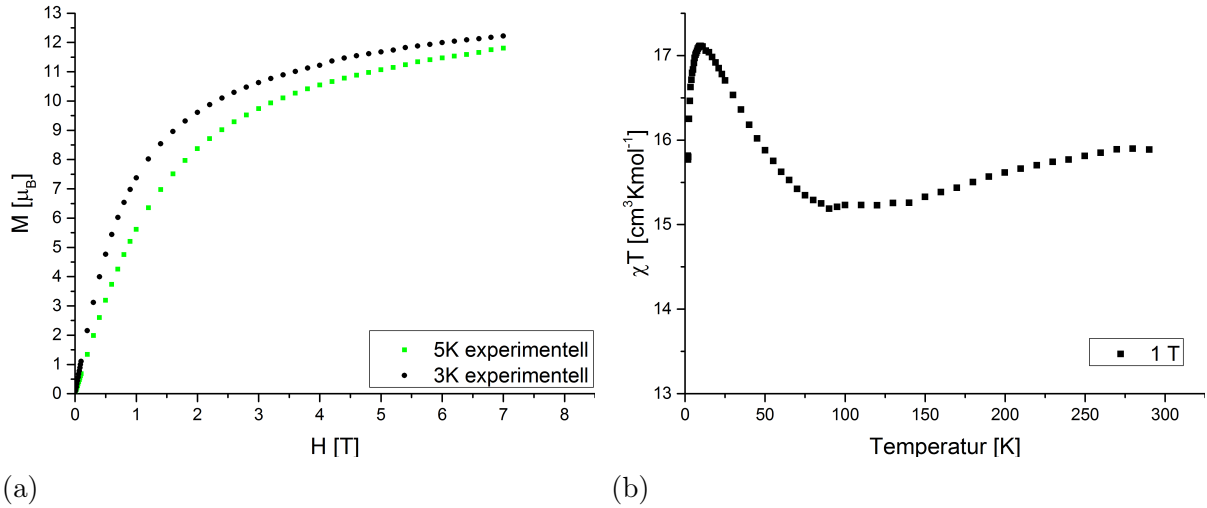 13
12
11
10
9
8
7
6
5
4
3
2
1
0
M [μB]
0 1 2 3 4 5 6 7 8
H [T]
5K experimentell
3K experimentell
(a)
17
16
15
14
13
χT [cm³Kmol⁻¹]
0 50 100 150 200 250 300
Temperatur [K]
1 T
(b)